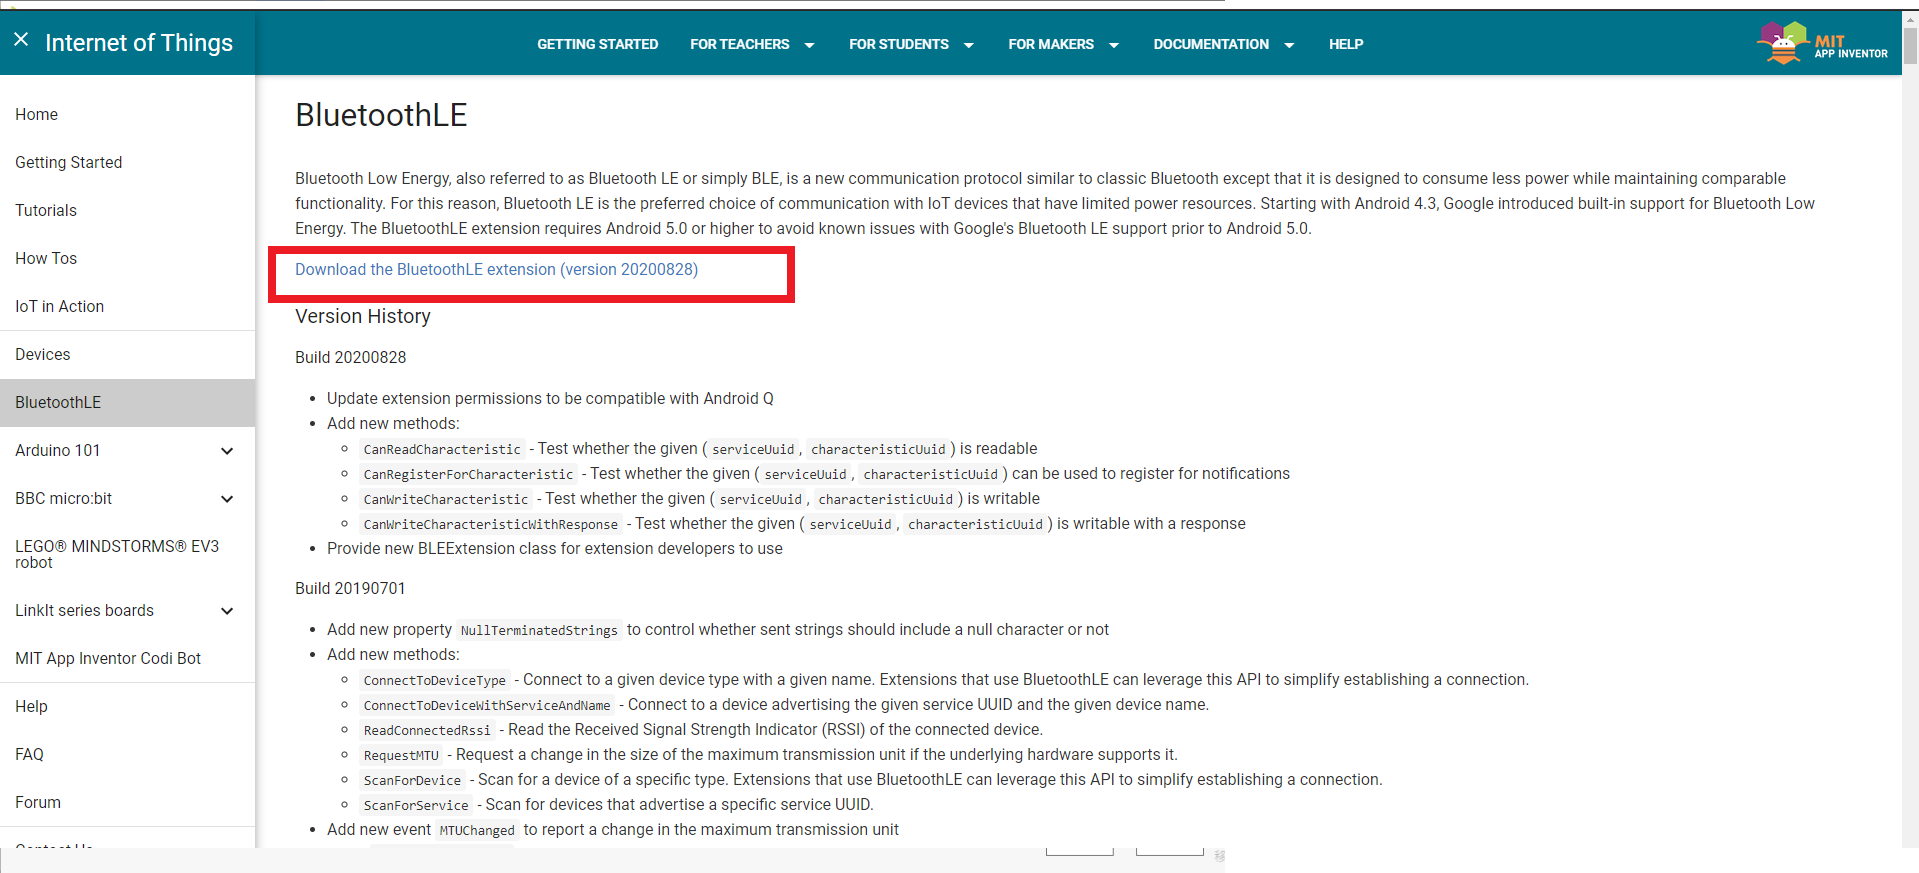 Internet of Things
GETTING STARTED
FOR TEACHERS
FOR STUDENTS
FOR MAKERS
DOCUMENTATION
HELP
MIT
APP INVENTOR
Home
Getting Started
Tutorials
How Tos
IoT in Action
Devices
BluetoothLE
Arduino 101
BBC micro:bit
LEGO® MINDSTORMS® EV3
robot
LinkIt series boards
MIT App Inventor Codi Bot
Help
FAQ
Forum
BluetoothLE
Bluetooth Low Energy, also referred to as Bluetooth LE or simply BLE, is a new communication protocol similar to classic Bluetooth except that it is designed to consume less power while maintaining comparable
functionality. For this reason, Bluetooth LE is the preferred choice of communication with IoT devices that have limited power resources. Starting with Android 4.3, Google introduced built-in support for Bluetooth Low
Energy. The BluetoothLE extension requires Android 5.0 or higher to avoid known issues with Google's Bluetooth LE support prior to Android 5.0.
Download the BluetoothLE extension (version 20200828)
Version History
Build 20200828
• Update extension permissions to be compatible with Android Q
• Add new methods:
◦ CanReadCharacteristic - Test whether the given ( serviceUuid , characteristicUuid ) is readable
◦ CanRegisterForCharacteristic - Test whether the given ( serviceUuid , characteristicUuid ) can be used to register for notifications
◦ CanWriteCharacteristic - Test whether the given ( serviceUuid , characteristicUuid ) is writable
◦ CanWriteCharacteristicWithResponse - Test whether the given ( serviceUuid , characteristicUuid ) is writable with a response
• Provide new BLEExtension class for extension developers to use
Build 20190701
• Add new property NullTerminatedStrings to control whether sent strings should include a null character or not
• Add new methods:
◦ ConnectToDeviceType - Connect to a given device type with a given name. Extensions that use BluetoothLE can leverage this API to simplify establishing a connection.
◦ ConnectToDeviceWithServiceAndName - Connect to a device advertising the given service UUID and the given device name.
◦ ReadConnectedRssi - Read the Received Signal Strength Indicator (RSSI) of the connected device.
◦ RequestMTU - Request a change in the size of the maximum transmission unit if the underlying hardware supports it.
◦ ScanForDevice - Scan for a device of a specific type. Extensions that use BluetoothLE can leverage this API to simplify establishing a connection.
◦ ScanForService - Scan for devices that advertise a specific service UUID.
• Add new event MTUChanged to report a change in the maximum transmission unit